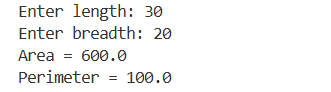 Enter length: 30
Enter breadth: 20
Area = 600.0
Perimeter = 100.0